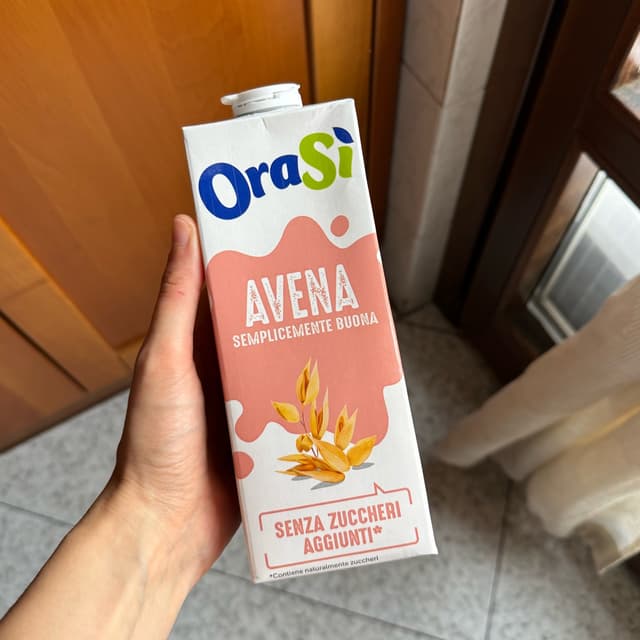 OraSì
AVENA
SEMPLICEMENTE BUONA
SENZA ZUCCHERI
AGGIUNTI*
*Contiene naturalmente zuccheri